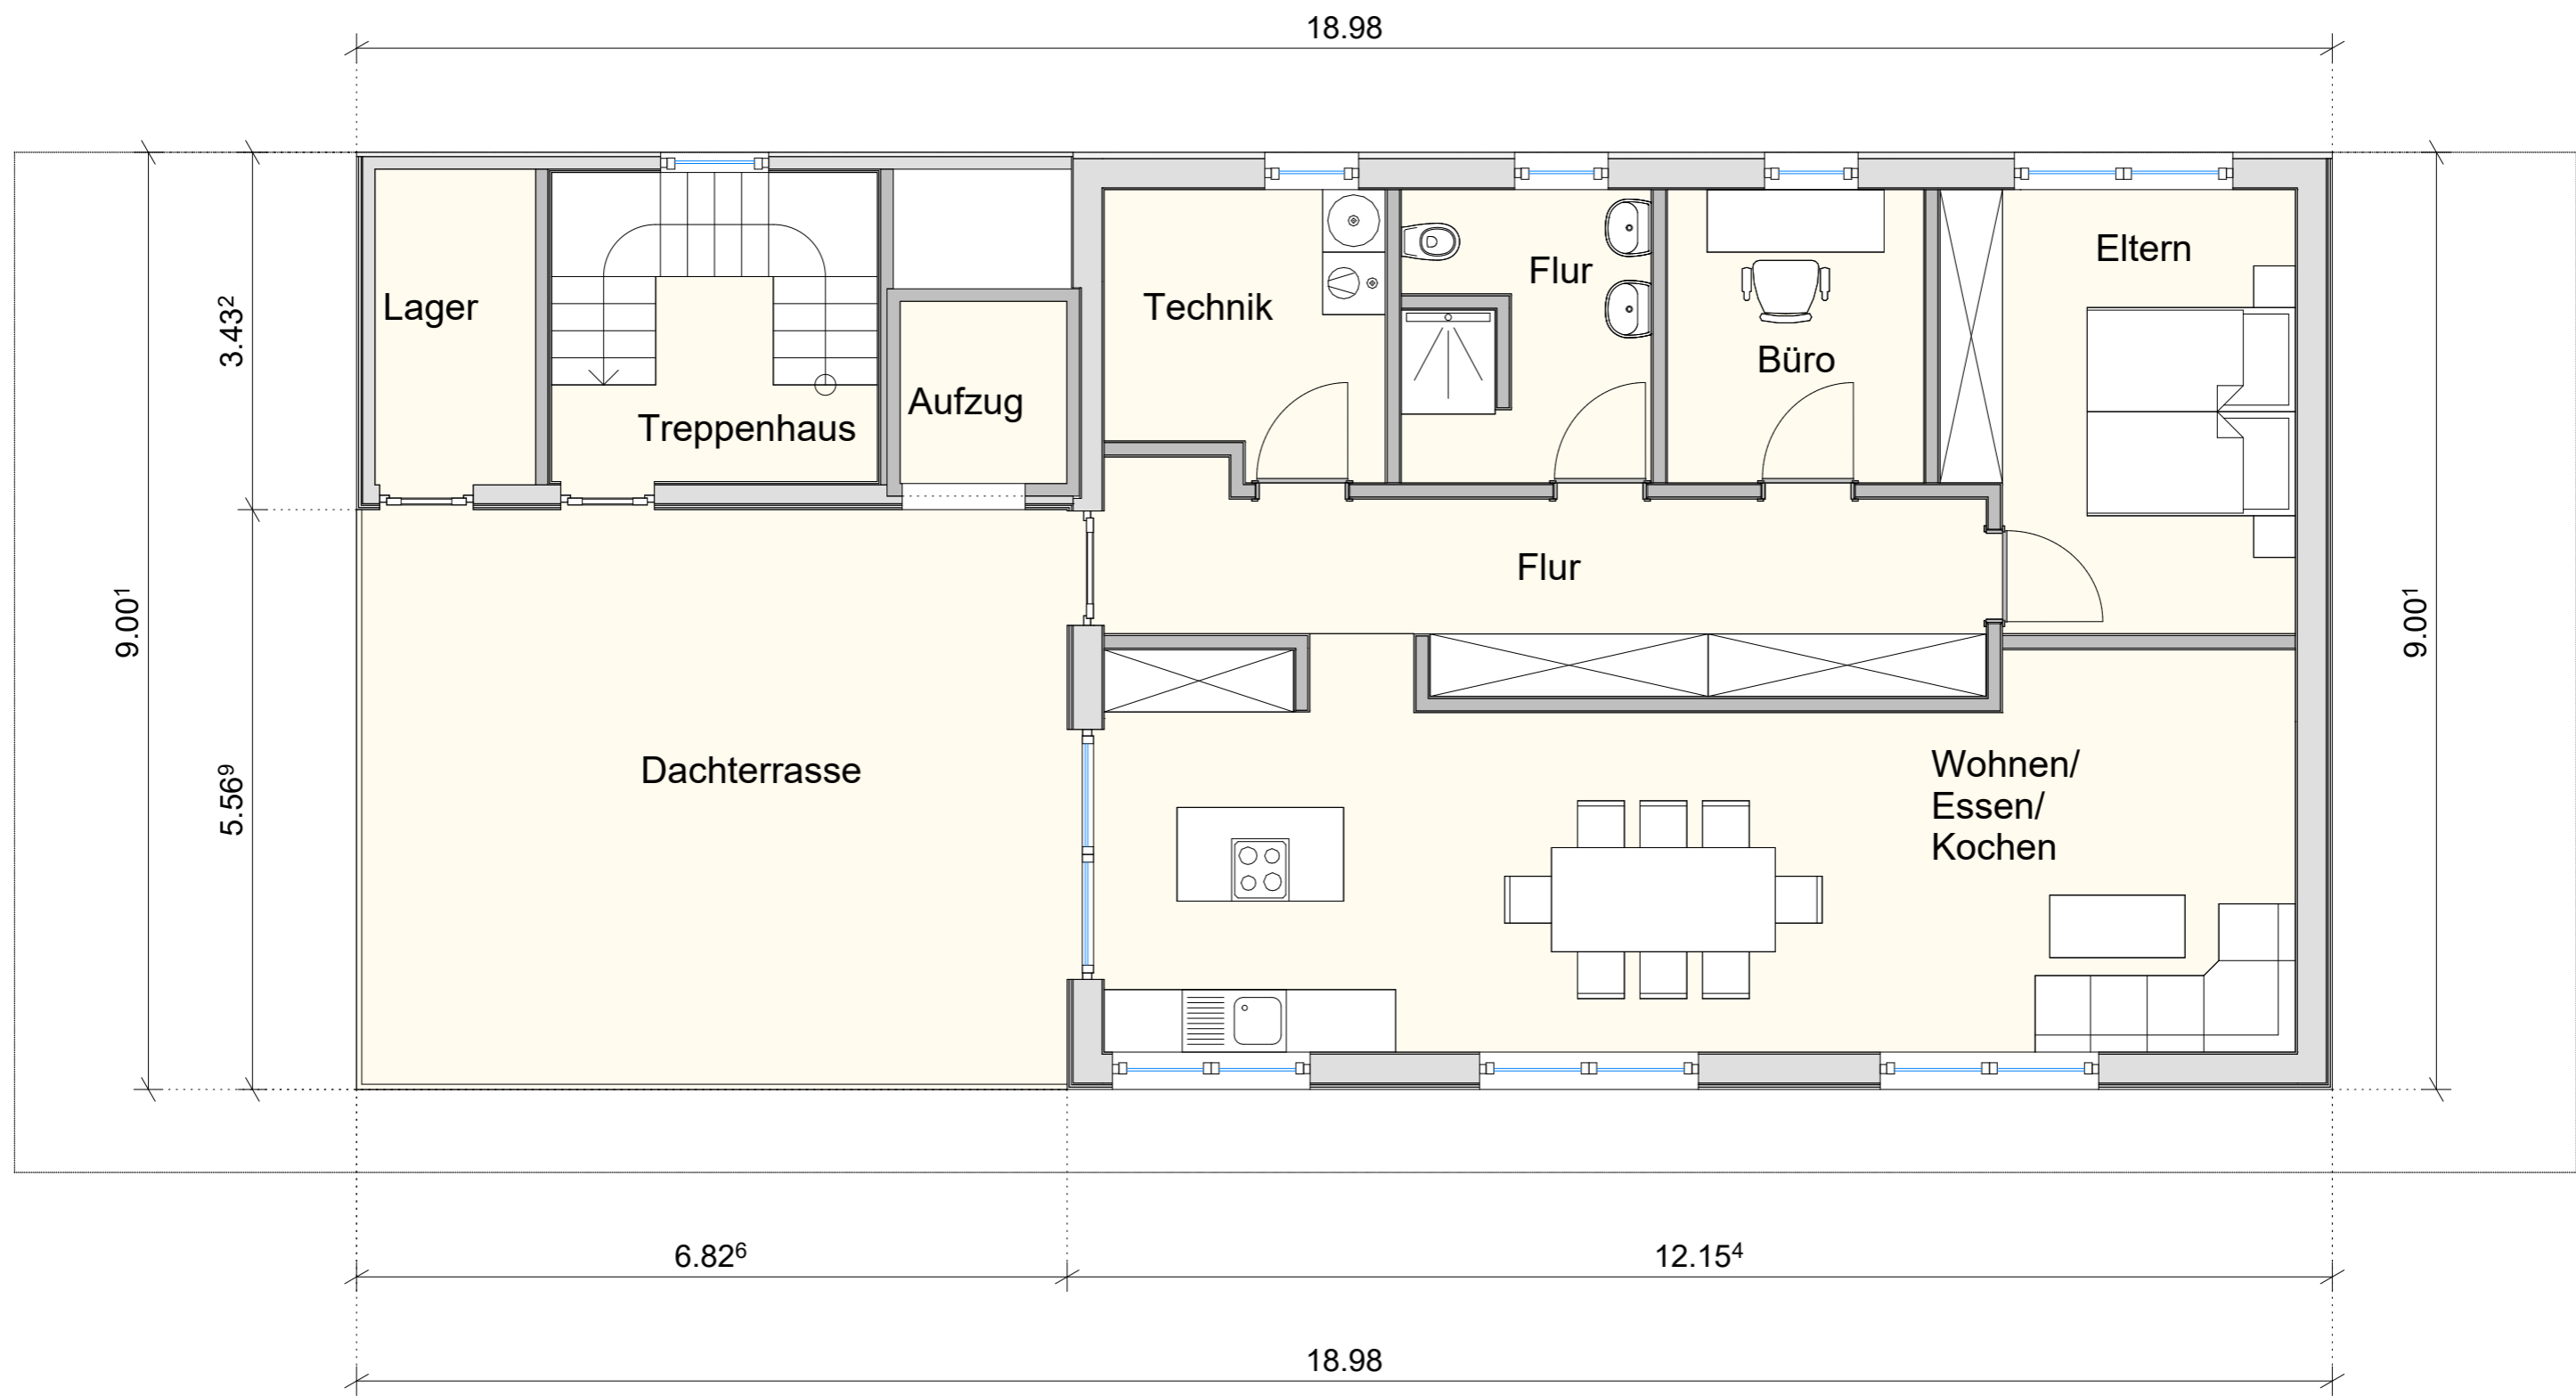 18.98
Lager
Treppenhaus
Aufzug
Technik
Flur
Büro
Eltern
3.43²
9.00¹
5.56⁹
9.00¹
Flur
Dachterrasse
Wohnen/
Essen/
Kochen
6.82⁶
12.15⁴
18.98